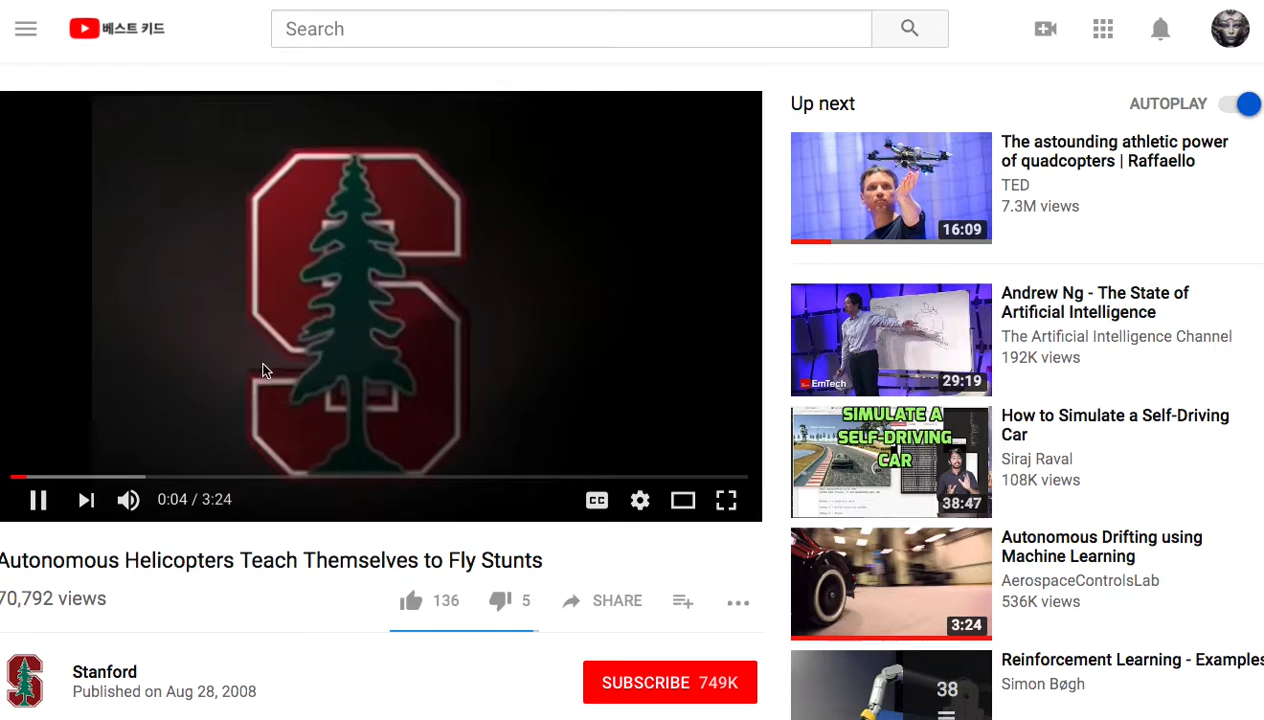 베스트 키드
Search
Up next
AUTOPLAY
The astounding athletic power
of quadcopters | Raffaello
TED
7.3M views
16:09
Andrew Ng - The State of
Artificial Intelligence
The Artificial Intelligence Channel
192K views
EmTech
29:19
How to Simulate a Self-Driving
Car
Siraj Raval
108K views
SIMULATE A
SELF-DRIVING
CAR
38:47
0:04 / 3:24
CC
Autonomous Drifting using
Machine Learning
AerospaceControlsLab
536K views
3:24
Autonomous Helicopters Teach Themselves to Fly Stunts
70,792 views
136
5
SHARE
Stanford
Published on Aug 28, 2008
SUBSCRIBE 749K
Reinforcement Learning - Examples
Simon Bøgh
38